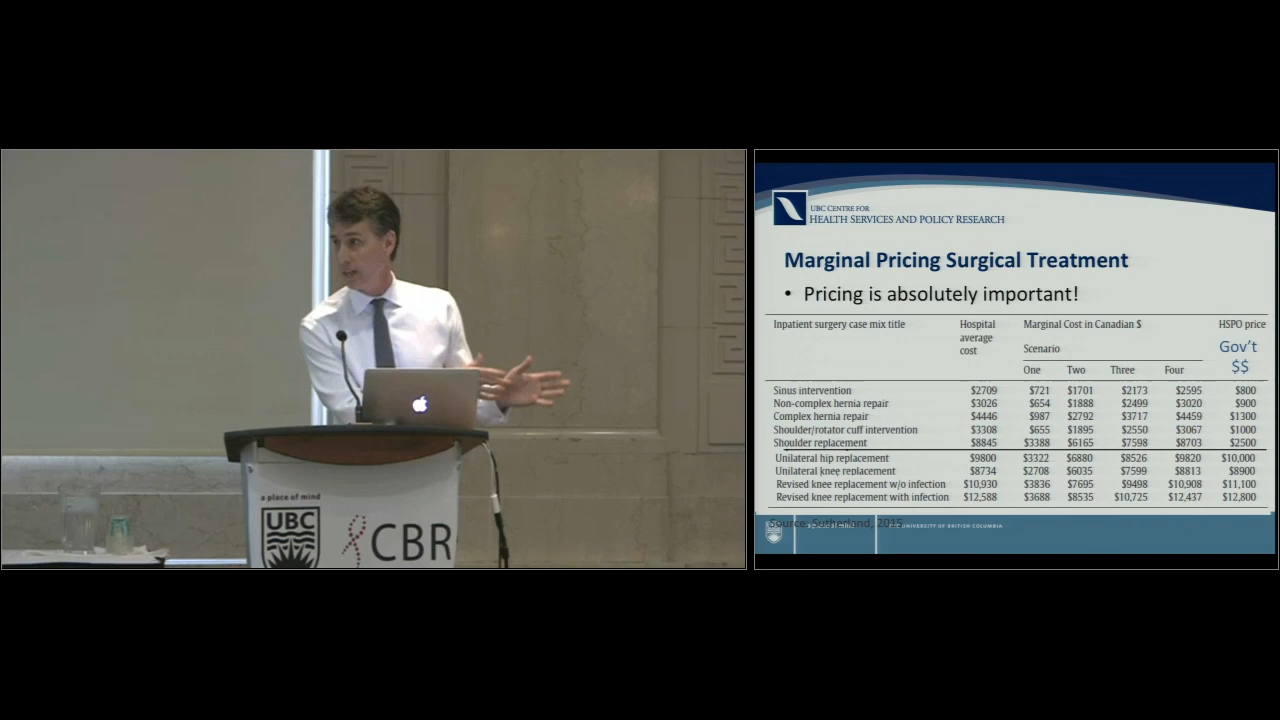 a place of mind
UBC
CBR
UBC CENTRE FOR
HEALTH SERVICES AND POLICY RESEARCH
Marginal Pricing Surgical Treatment
• Pricing is absolutely important!
Inpatient surgery case mix title Hospital average cost Marginal Cost in Canadian $ HSPO price
Scenario Gov't $$
One Two Three Four
Sinus intervention $2709 $721 $1701 $2173 $2595 $800
Non-complex hernia repair $3026 $654 $1888 $2499 $3020 $900
Complex hernia repair $4446 $987 $2792 $3717 $4459 $1300
Shoulder/rotator cuff intervention $3308 $655 $1895 $2550 $3067 $1000
Shoulder replacement $8845 $3388 $6165 $7598 $8703 $2500
Unilateral hip replacement $9800 $3322 $6880 $8526 $9820 $10,000
Unilateral knee replacement $8734 $2708 $6035 $7599 $8813 $8900
Revised knee replacement w/o infection $10,930 $3836 $7695 $9498 $10,908 $11,100
Revised knee replacement with infection $12,588 $3688 $8535 $10,725 $12,437 $12,800
Source: Sutherland, 2015
UNIVERSITY OF BRITISH COLUMBIA